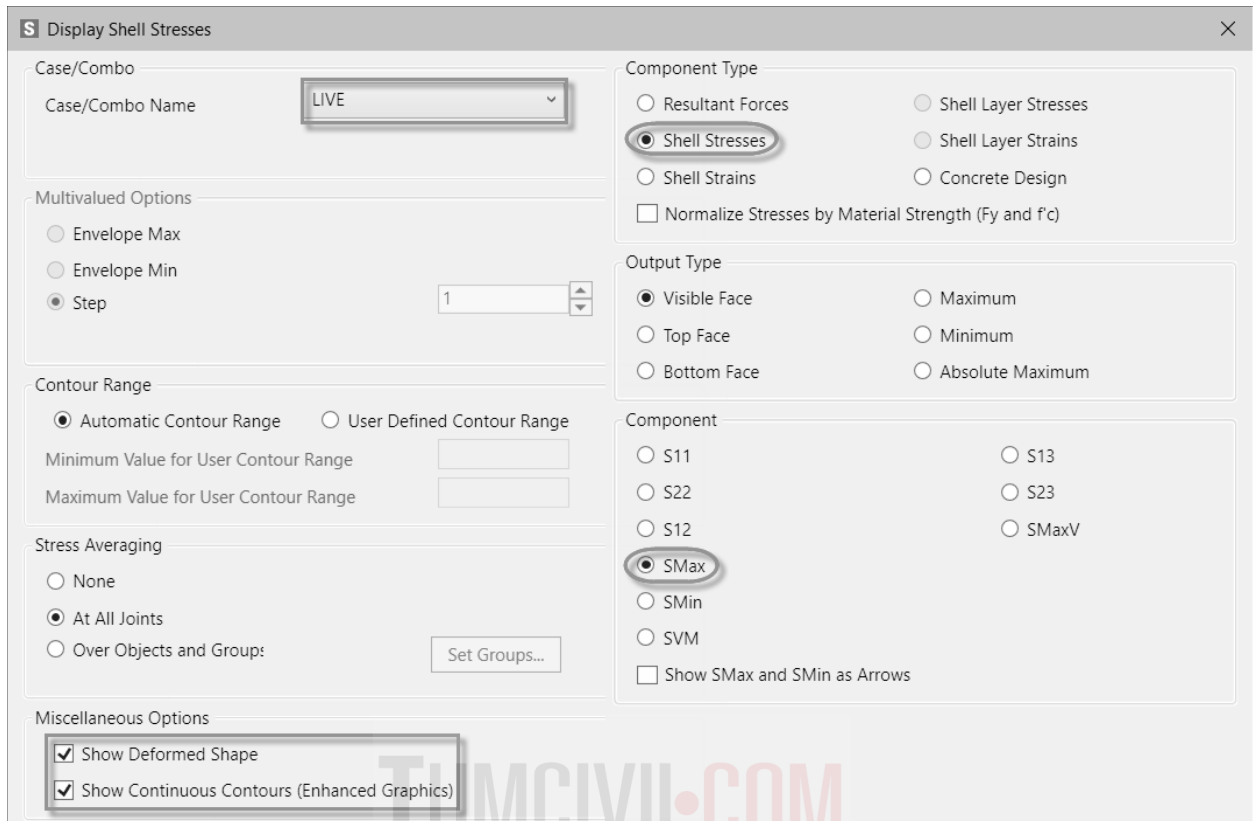 S Display Shell Stresses
Case/Combo
Case/Combo Name
LIVE
Multivalued Options
Envelope Max
Envelope Min
Step
1
Contour Range
Automatic Contour Range
User Defined Contour Range
Minimum Value for User Contour Range
Maximum Value for User Contour Range
Stress Averaging
None
At All Joints
Over Objects and Groups
Set Groups...
Miscellaneous Options
Show Deformed Shape
Show Continuous Contours (Enhanced Graphics)
Component Type
Resultant Forces
Shell Layer Stresses
Shell Stresses
Shell Layer Strains
Shell Strains
Concrete Design
Normalize Stresses by Material Strength (Fy and f'c)
Output Type
Visible Face
Maximum
Top Face
Minimum
Bottom Face
Absolute Maximum
Component
S11
S13
S22
S23
S12
SMaxV
SMax
SMin
SVM
Show SMax and SMin as Arrows
TUMCIVIL.COM